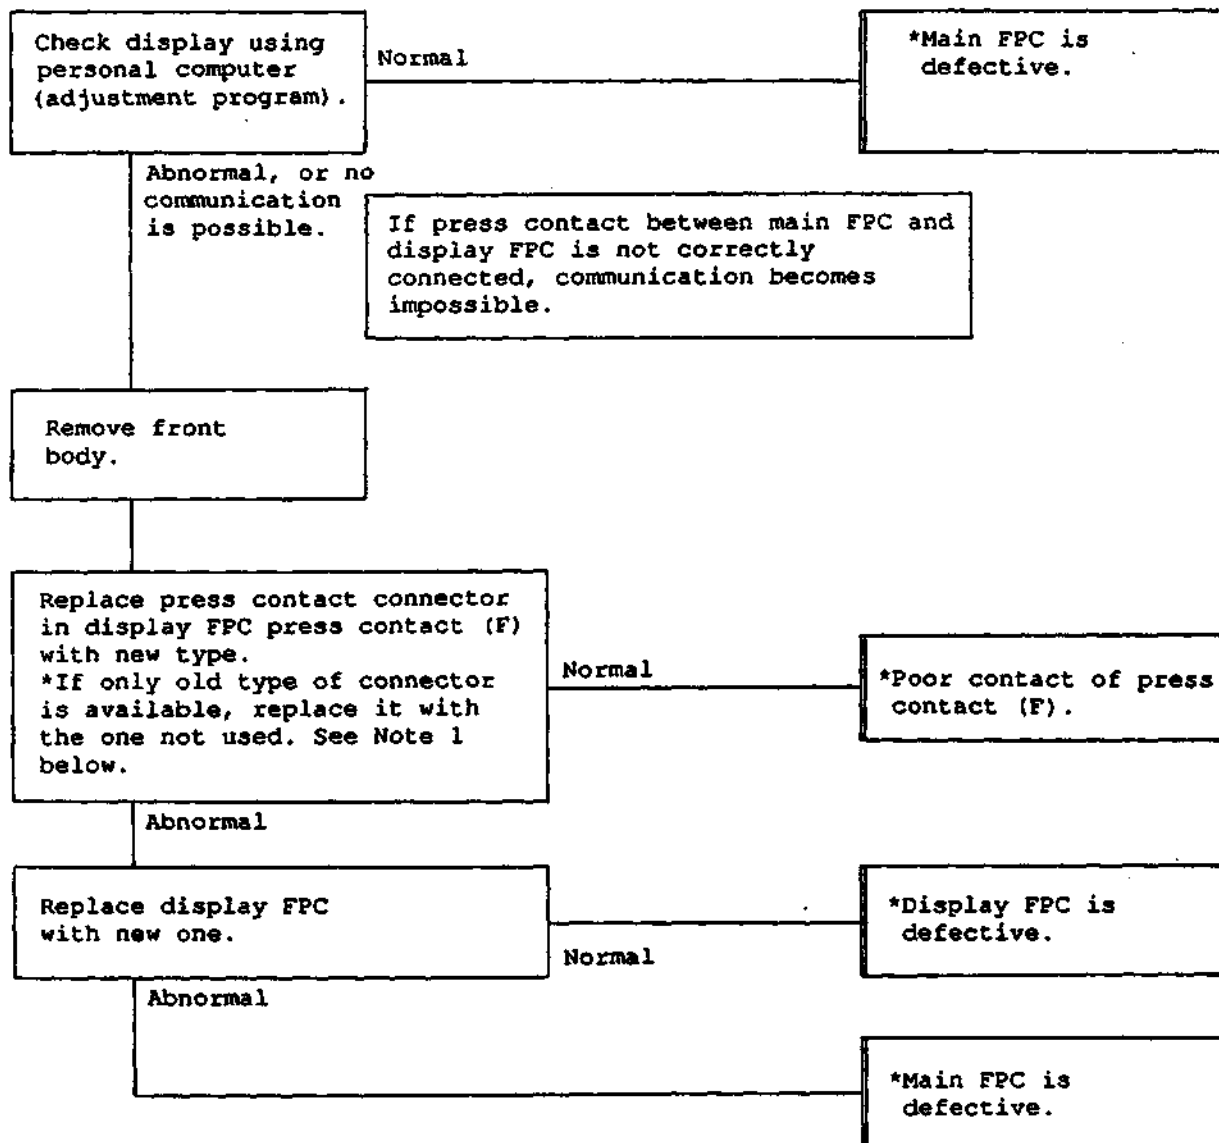 Check display using
personal computer
(adjustment program).
Normal
*Main FPC is
defective.
Abnormal, or no
communication
is possible.
If press contact between main FPC and
display FPC is not correctly
connected, communication becomes
impossible.
Remove front
body.
Replace press contact connector
in display FPC press contact (F)
with new type.
*If only old type of connector
is available, replace it with
the one not used. See Note 1
below.
Normal
*Poor contact of press
contact (F).
Abnormal
Replace display FPC
with new one.
Normal
*Display FPC is
defective.
Abnormal
*Main FPC is
defective.